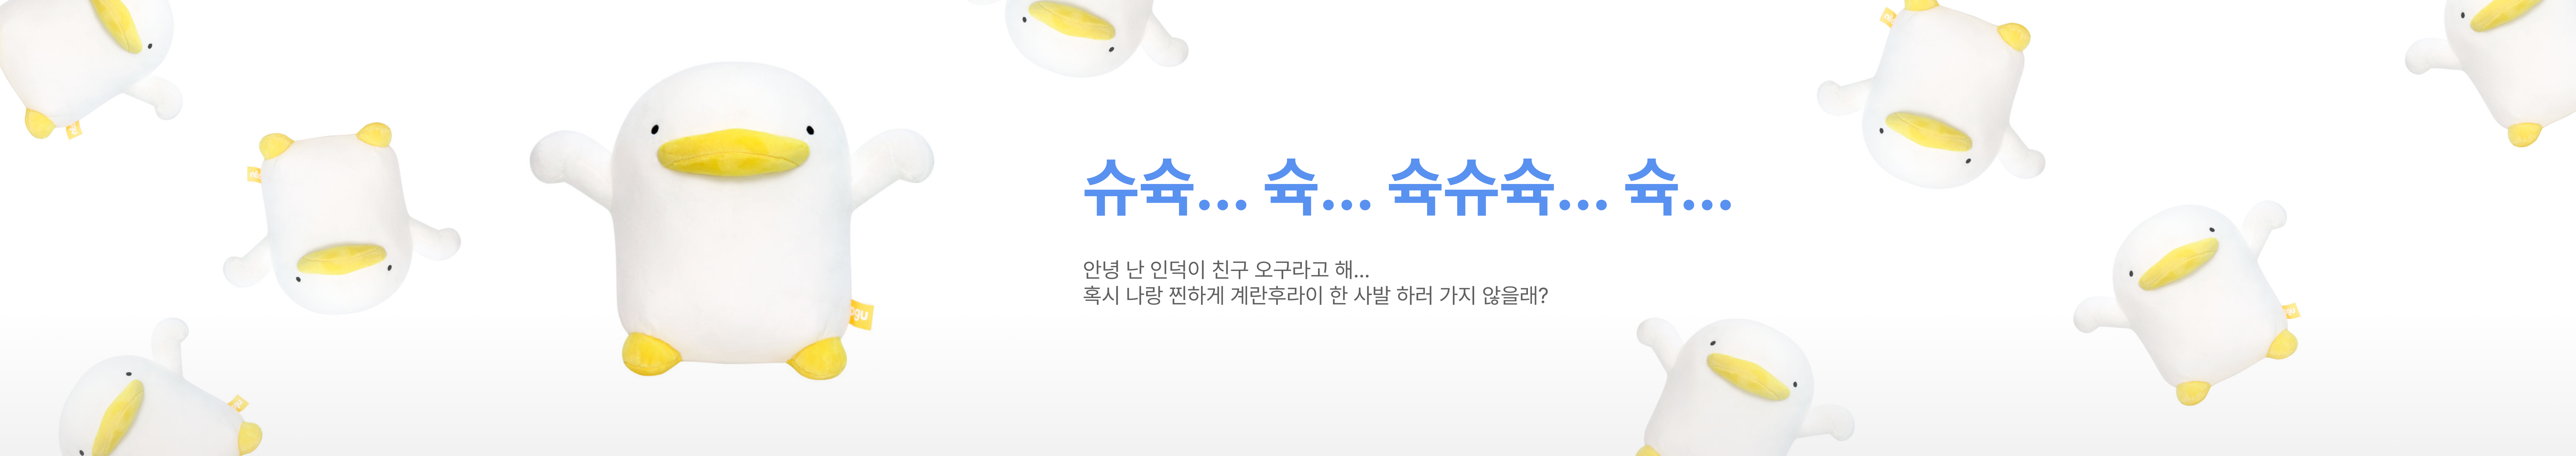 슈슉... 슉... 슉슈슉... 슉...
안녕 난 인덕이 친구 오구라고 해...
혹시 나랑 찐하게 계란후라이 한 사발 하러 가지 않을래?